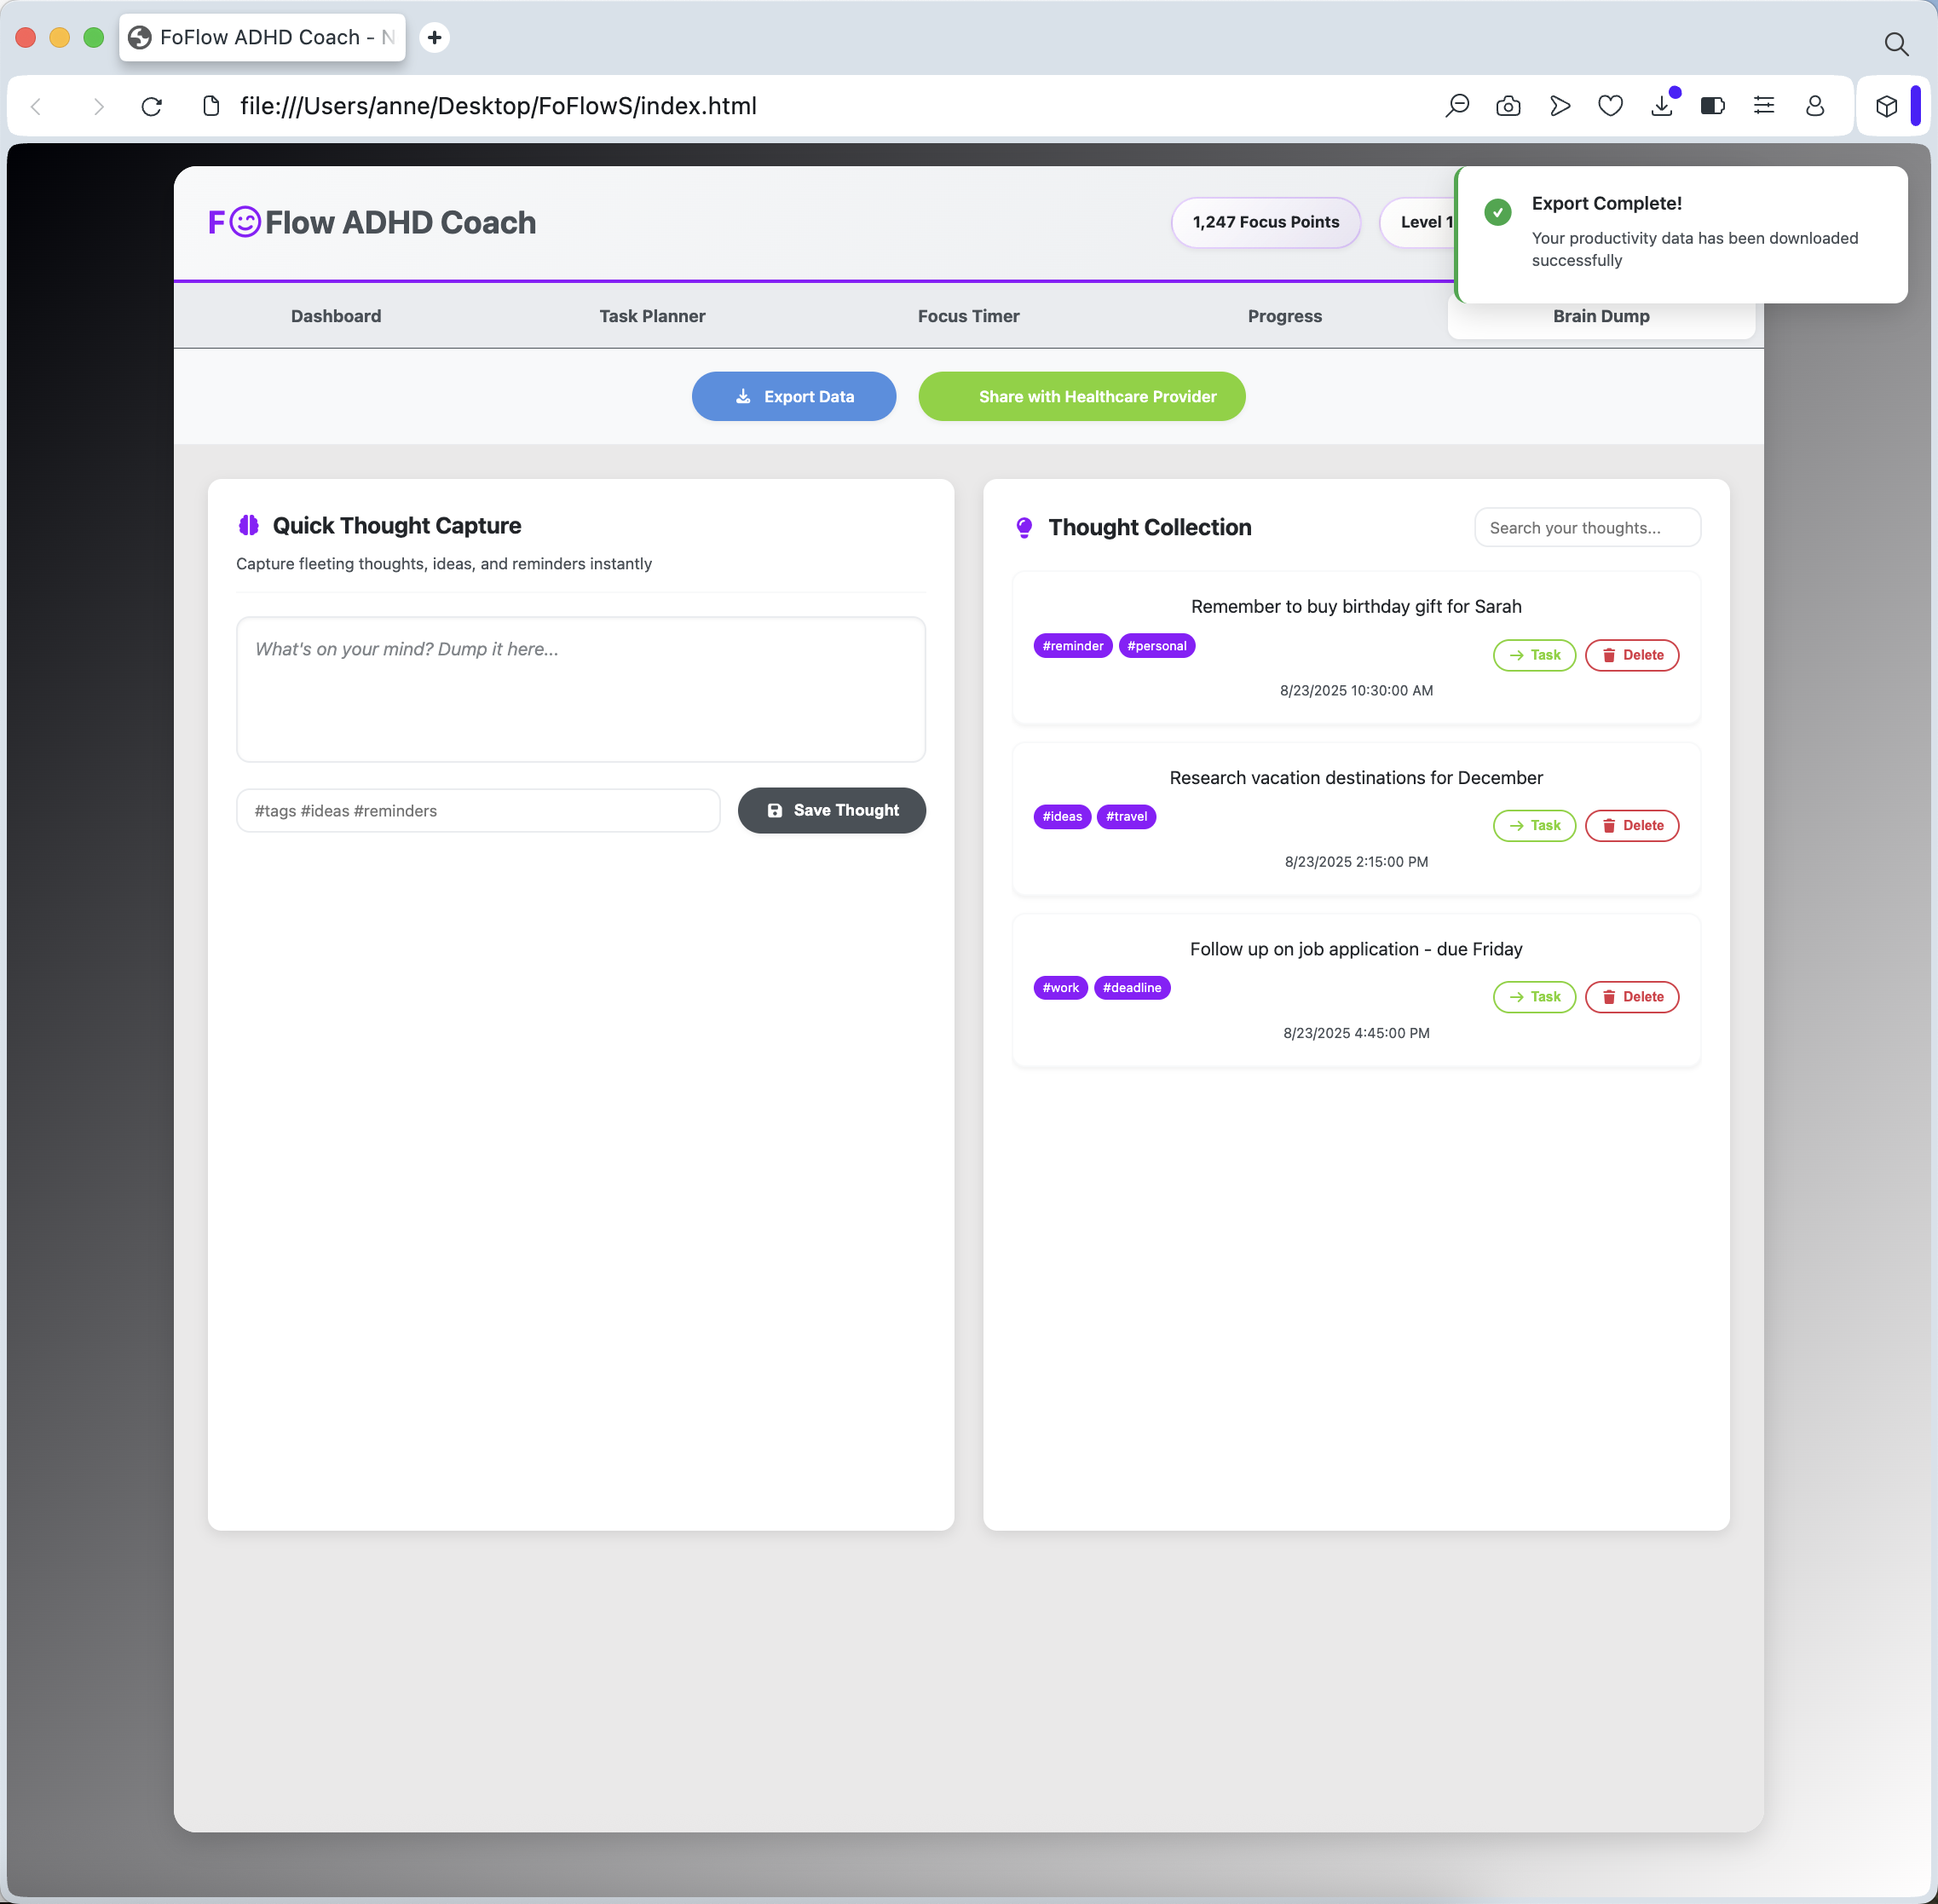 FoFlow ADHD Coach - N
file:///Users/anne/Desktop/FoFlowS/index.html
F Flow ADHD Coach
1,247 Focus Points
Level 1
Export Complete!
Your productivity data has been downloaded
successfully
Dashboard
Task Planner
Focus Timer
Progress
Brain Dump
Export Data
Share with Healthcare Provider
Quick Thought Capture
Capture fleeting thoughts, ideas, and reminders instantly
What's on your mind? Dump it here...
#tags #ideas #reminders
Save Thought
Thought Collection
Search your thoughts...
Remember to buy birthday gift for Sarah
#reminder #personal
Task
Delete
8/23/2025 10:30:00 AM
Research vacation destinations for December
#ideas #travel
Task
Delete
8/23/2025 2:15:00 PM
Follow up on job application - due Friday
#work #deadline
Task
Delete
8/23/2025 4:45:00 PM